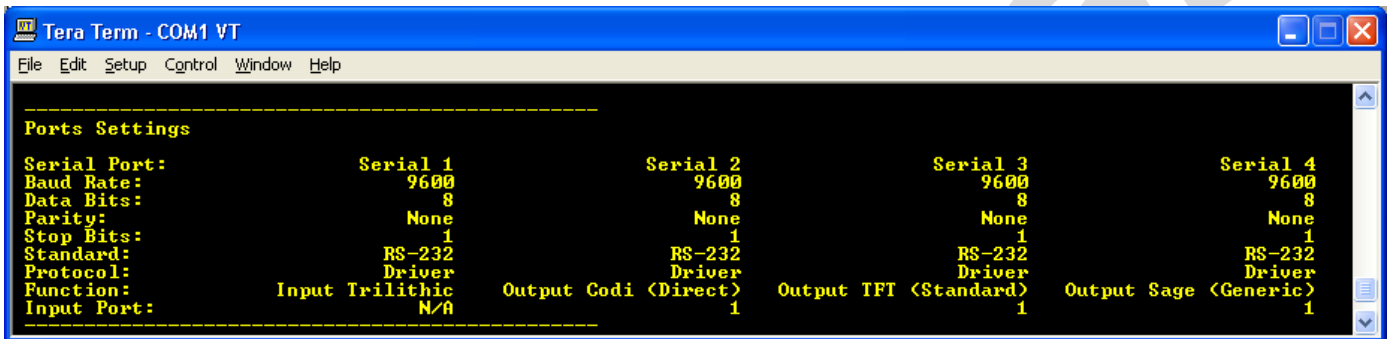 Tera Term - COM1 VT
File Edit Setup Control Window Help
Ports Settings
Serial Port: Serial 1 Serial 2 Serial 3 Serial 4
Baud Rate: 9600 9600 9600 9600
Data Bits: 8 8 8 8
Parity: None None None None
Stop Bits: 1 1 1 1
Standard: RS-232 RS-232 RS-232 RS-232
Protocol: Driver Driver Driver Driver
Function: Input Trilithic Output Codi (Direct) Output TFT (Standard) Output Sage (Generic)
Input Port: N/A 1 1 1